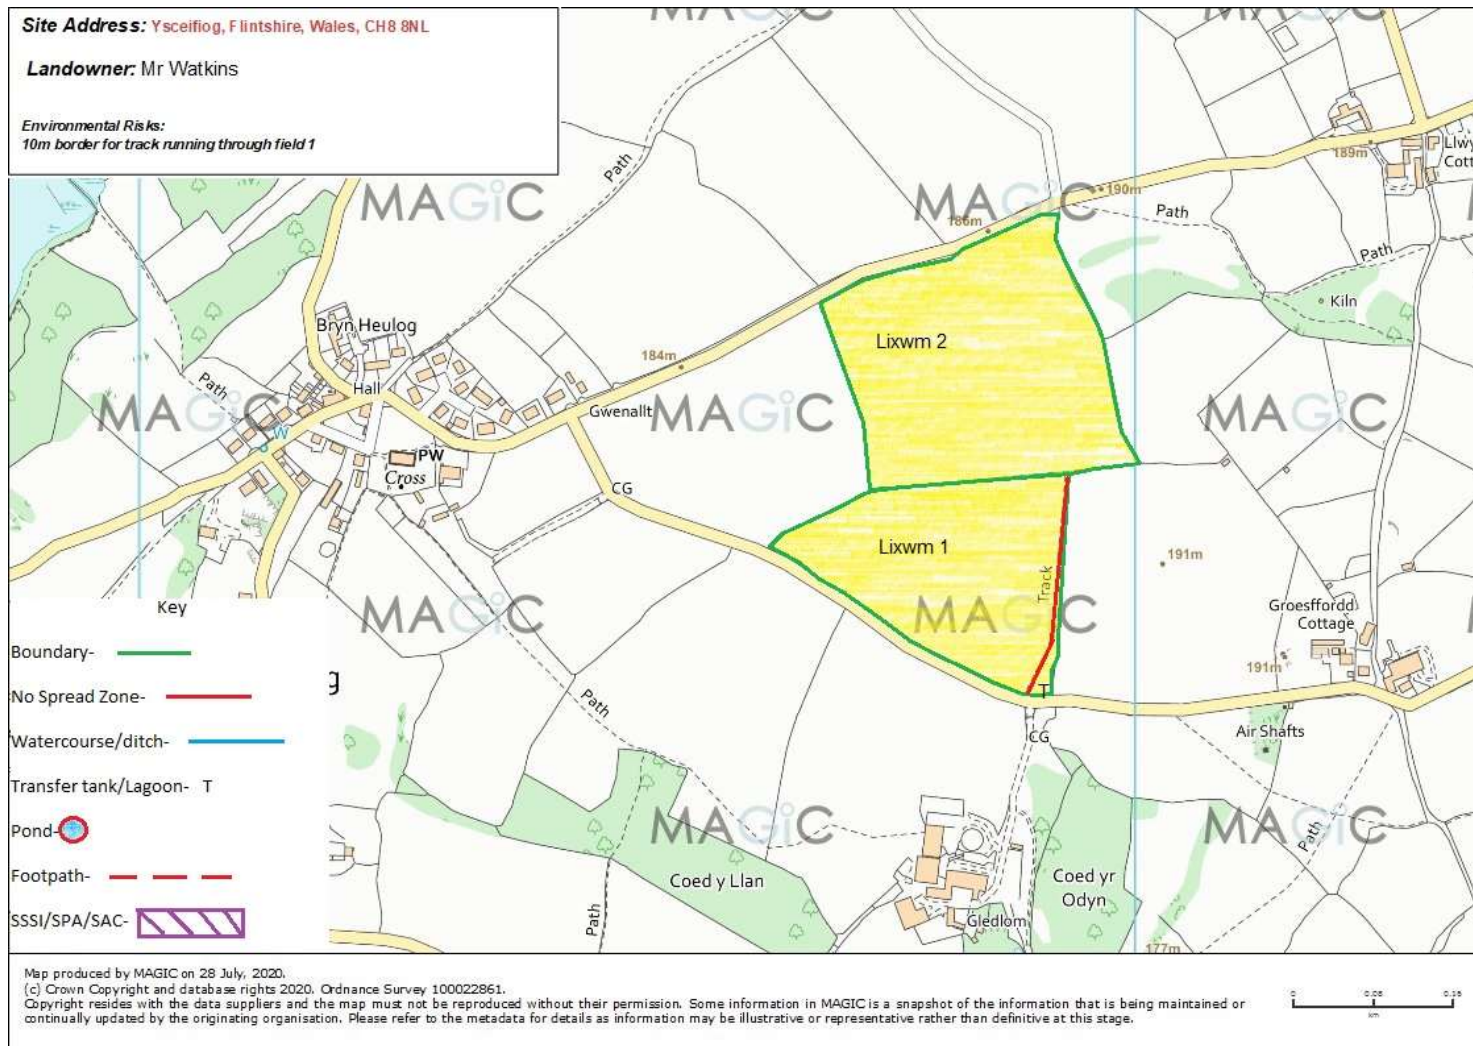 Site Address: Ysceifiog, Flintshire, Wales, CH8 8NL
Landowner: Mr Watkins
Environmental Risks:
10m border for track running through field 1
MAGiC
MAGiC
Path
189m
Cott
190m
MAGiC
MAGiC
186m
Path
Path
Kiln
Bryn Heulog
Lixwm 2
184m
Path
Hall
Gwenallt
MAGiC
MAGiC
MAGiC
W
PW
Cross
CG
Lixwm 1
191m
Track
MAGiC
MAGiC
Groesffordd
Cottage
191m
Key
Boundary-
No Spread Zone-
Watercourse/ditch-
Transfer tank/Lagoon- T
Pond-
Footpath-
SSSI/SPA/SAC-
g
Path
T
CG
Air Shafts
MAGiC
MAGiC
Path
Coed y Llan
Coed yr
Odyn
Path
Gledlom
177m
Map produced by MAGIC on 28 July, 2020.
(c) Crown Copyright and database rights 2020. Ordnance Survey 100022861.
Copyright resides with the data suppliers and the map must not be reproduced without their permission. Some information in MAGIC is a snapshot of the information that is being maintained or
continually updated by the originating organisation. Please refer to the metadata for details as information may be illustrative or representative rather than definitive at this stage.
0
km